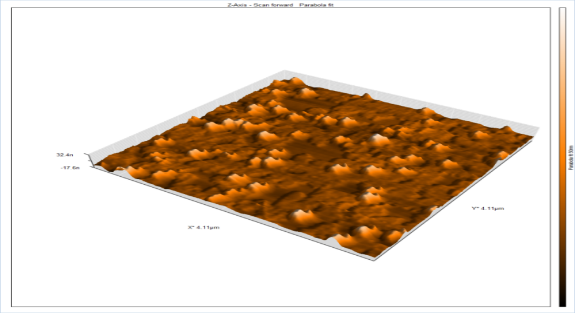 Z-Axis - Scan forward Parabola fit
32.4n
-17.6n
X* 4.11µm
Y* 4.11µm